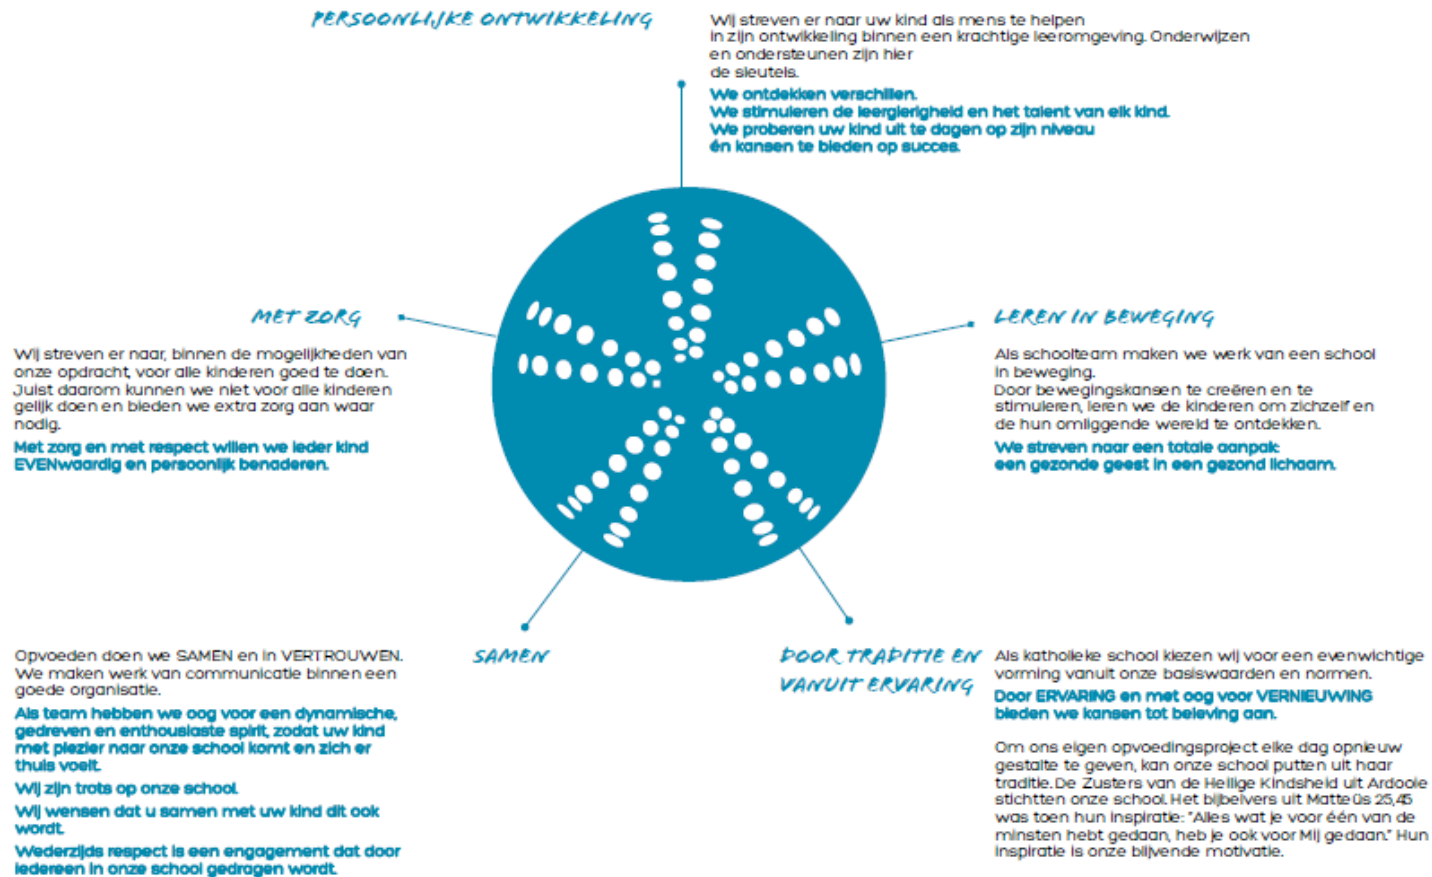 PERSOONLIJKE ONTWIKKELING
Wij streven er naar uw kind als mens te helpen
in zijn ontwikkeling binnen een krachtige leeromgeving. Onderwijzen
en ondersteunen zijn hier
de sleutels.
We ontdekken verschillen.
We stimuleren de leergierigheid en het talent van elk kind.
We proberen uw kind uit te dagen op zijn niveau
én kansen te bieden op succes.
MET ZORG
Wij streven er naar, binnen de mogelijkheden van
onze opdracht, voor alle kinderen goed te doen.
Juist daarom kunnen we niet voor alle kinderen
gelijk doen en bieden we extra zorg aan waar
nodig.
Met zorg en met respect willen we ieder kind
EVENwaardig en persoonlijk benaderen.
LEREN IN BEWEGING
Als schoolteam maken we werk van een school
in beweging.
Door bewegingskansen te creëren en te
stimuleren, leren we de kinderen om zichzelf en
de hun omliggende wereld te ontdekken.
We streven naar een totale aanpak:
een gezonde geest in een gezond lichaam.
SAMEN
Opvoeden doen we SAMEN en in VERTROUWEN.
We maken werk van communicatie binnen een
goede organisatie.
Als team hebben we oog voor een dynamische,
gedreven en enthousiaste spirit, zodat uw kind
met plezier naar onze school komt en zich er
thuis voelt.
Wij zijn trots op onze school.
Wij wensen dat u samen met uw kind dit ook
wordt.
Wederzijds respect is een engagement dat door
iedereen in onze school gedragen wordt.
DOOR TRADITIE EN
VANUIT ERVARING
Als katholieke school kiezen wij voor een evenwichtige
vorming vanuit onze basiswaarden en normen.
Door ERVARING en met oog voor VERNIEUWING
bieden we kansen tot beleving aan.
Om ons eigen opvoedingsproject elke dag opnieuw
gestalte te geven, kan onze school putten uit haar
traditie. De Zusters van de Heilige Kindsheid uit Ardooie
stichtten onze school. Het bijbelvers uit Matteüs 25,45
was toen hun inspiratie: "Alles wat je voor één van de
minsten hebt gedaan, heb je ook voor Mij gedaan." Hun
inspiratie is onze blijvende motivatie.